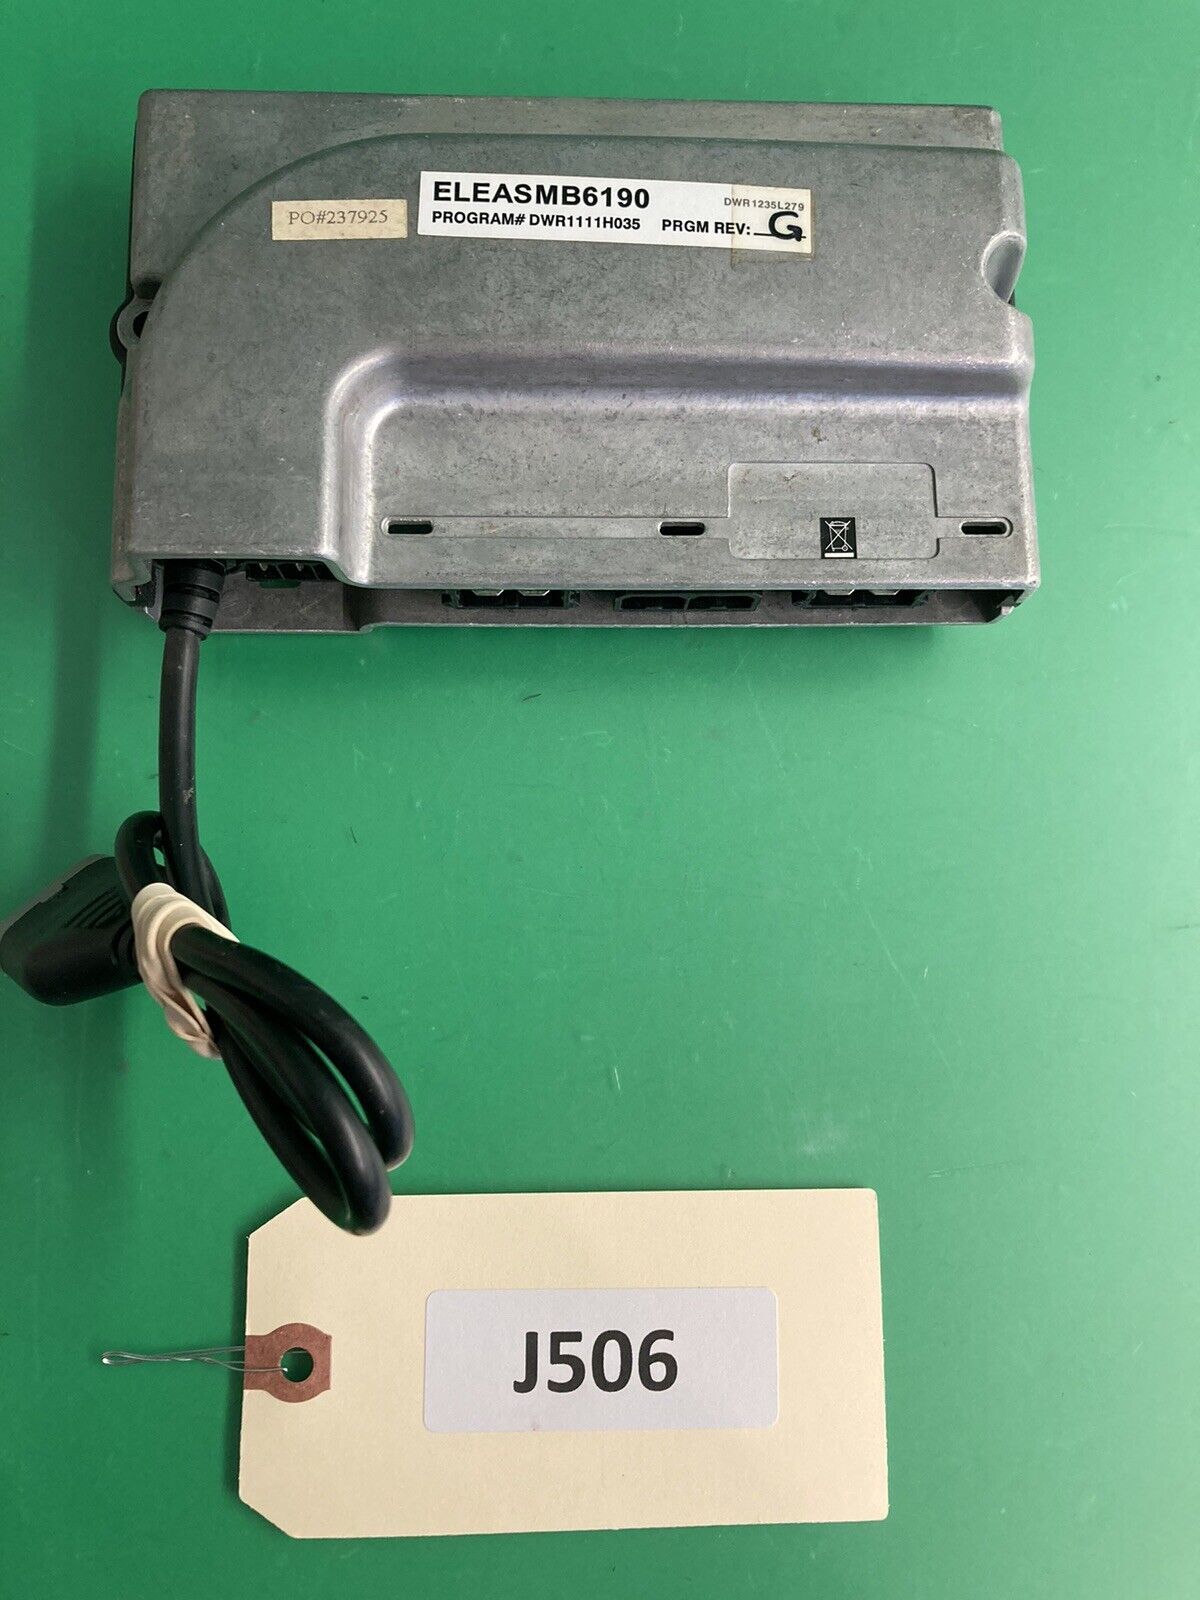 ELEASMB6190
DWR1235L279
PO#237925
PROGRAM# DWR1111H035 PRGM REV: G
J506